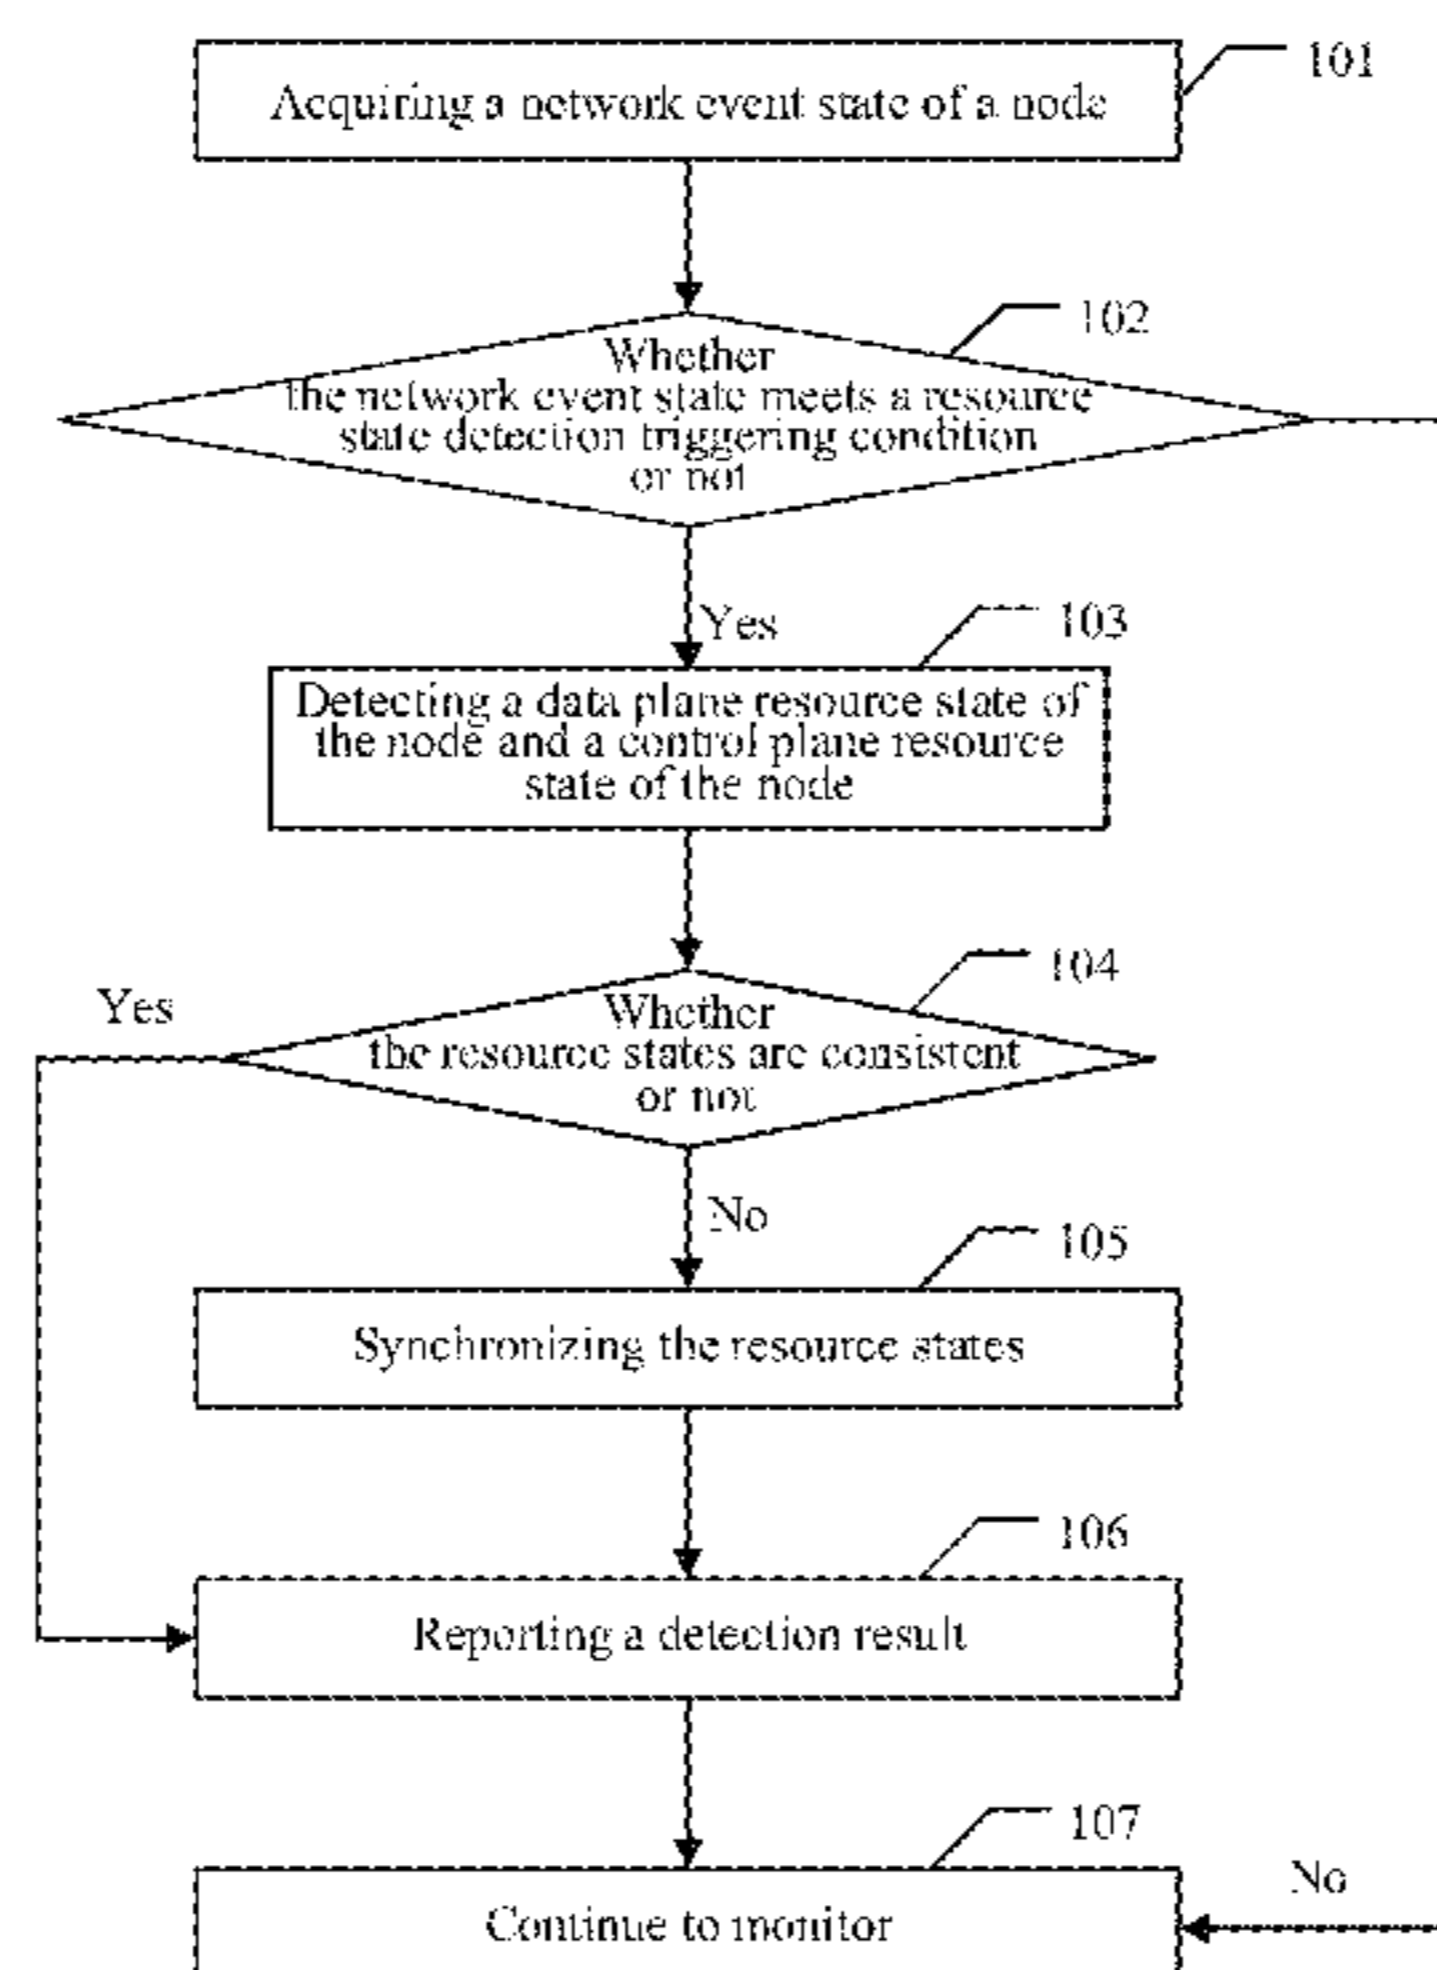 Acquiring a network event state of a node
101
102
Whether
the network event state meets a resource
state detection triggering condition
or not
Yes
103
Detecting a data plane resource state of
the node and a control plane resource
state of the node
104
Yes
Whether
the resource states are consistent
or not
No
105
Synchronizing the resource states
106
Reporting a detection result
107
No
Continue to monitor